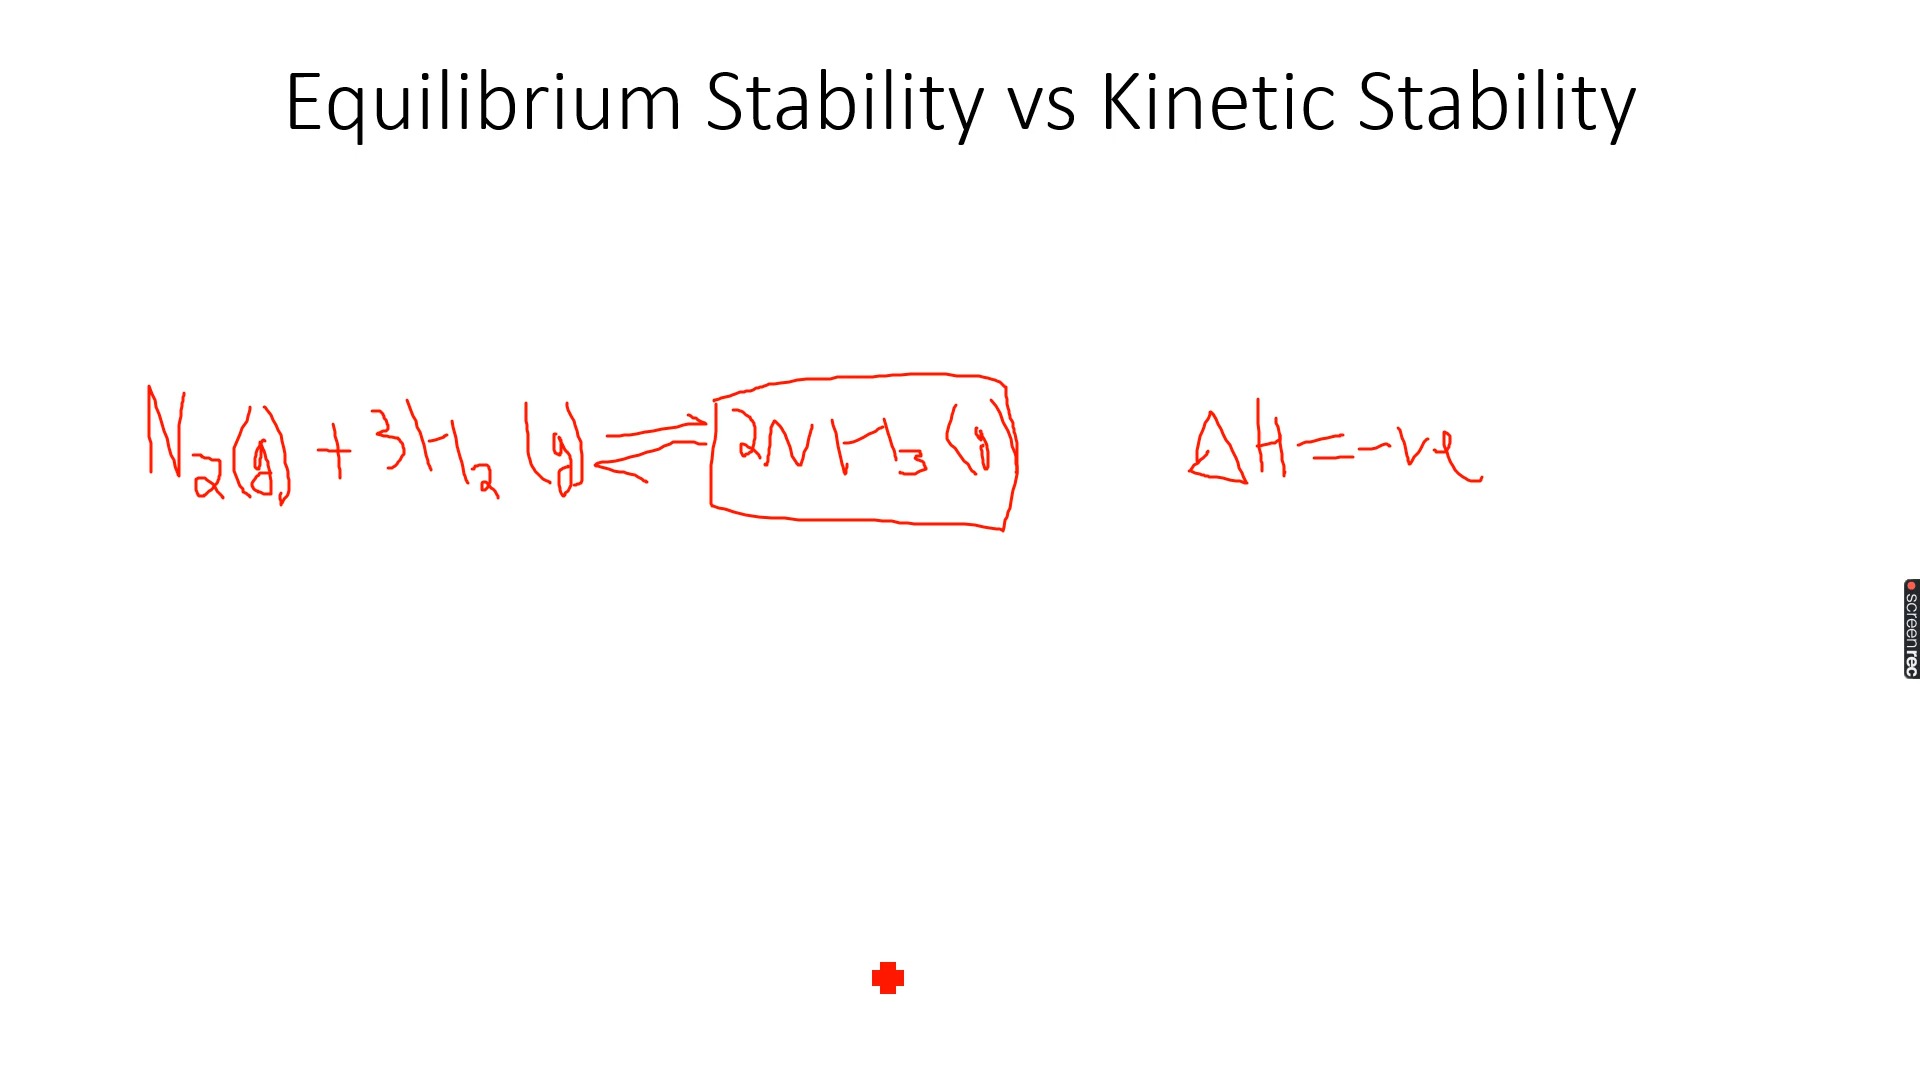 Equilibrium Stability vs Kinetic Stability
N₂(g) + 3H₂(g) ⇌ 2NH₃(g) ΔH = -ve
screenrec